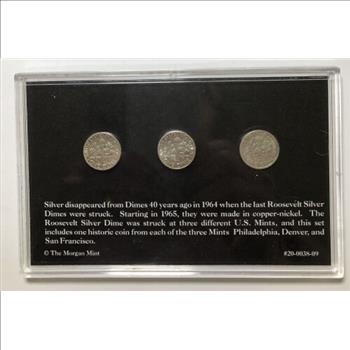 Silver disappeared from Dimes 40 years ago in 1964 when the last Roosevelt Silver
Dimes were struck. Starting in 1965, they were made in copper-nickel. The
Roosevelt Silver Dime was struck at three different U.S. Mints, and this set
includes one historic coin from each of the three Mints Philadelphia, Denver, and
San Francisco.
© The Morgan Mint #20-0038-09